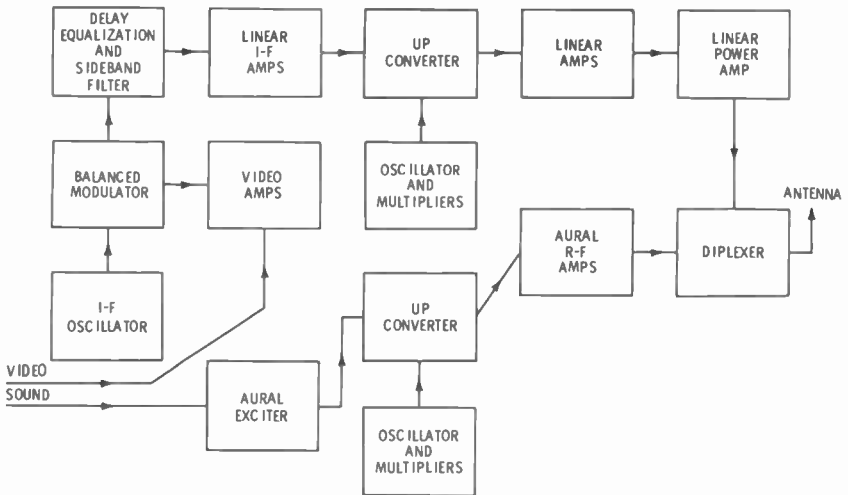 DELAY
EQUALIZATION
AND
SIDEBAND
FILTER
LINEAR
I-F
AMPS
UP
CONVERTER
LINEAR
AMPS
LINEAR
POWER
AMP
BALANCED
MODULATOR
VIDEO
AMPS
OSCILLATOR
AND
MULTIPLIERS
ANTENNA
AURAL
R-F
AMPS
DIPLEXER
I-F
OSCILLATOR
UP
CONVERTER
VIDEO
SOUND
AURAL
EXCITER
OSCILLATOR
AND
MULTIPLIERS